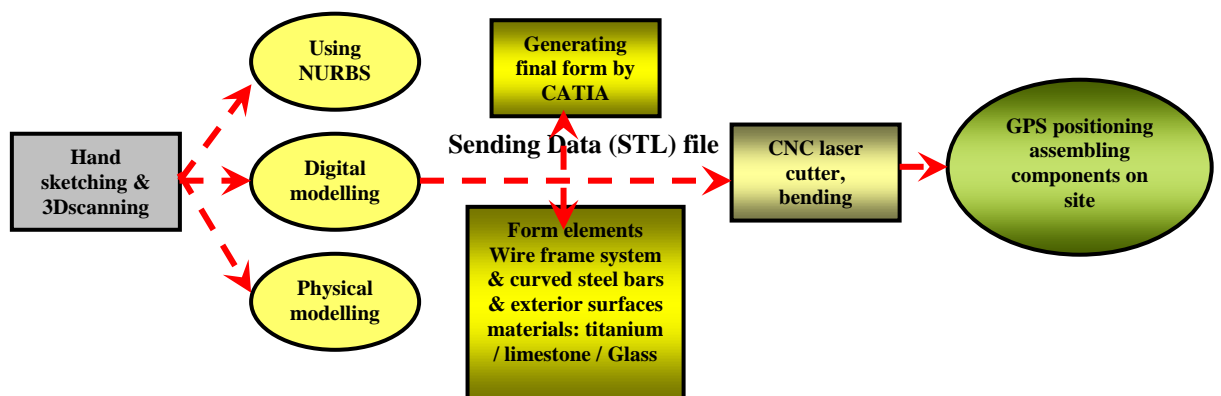 Hand
sketching &
3Dscanning
Using
NURBS
Digital
modelling
Physical
modelling
Generating
final form by
CATIA
Sending Data (STL) file
Form elements
Wire frame system
& curved steel bars
& exterior surfaces
materials: titanium
/ limestone / Glass
CNC laser
cutter,
bending
GPS positioning
assembling
components on
site